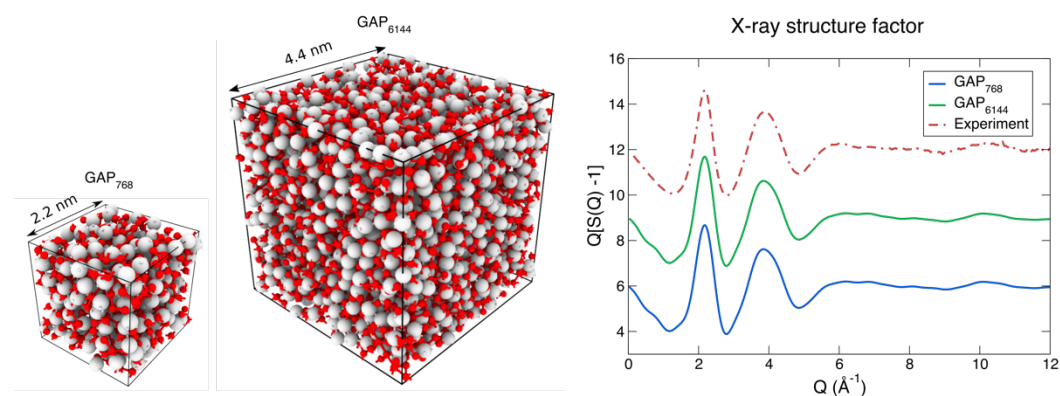 GAP6144
4.4 nm
GAP768
2.2 nm
X-ray structure factor
16
14
12
10
8
6
4
Q[S(Q) -1]
GAP768
GAP6144
Experiment
0 2 4 6 8 10 12
Q (Å-1)